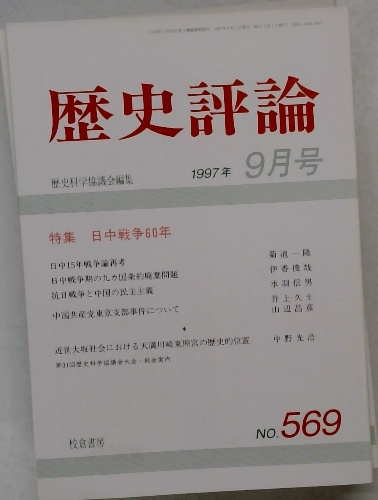 歴史評論
歴史科学協議会編集
1997年
9月号
特集 日中戦争60年
日中15年戦争論再考 菊池一隆
日中戦争期の九カ国条約廃棄問題 伊香俊哉
抗日戦争と中国の民主主義 水羽信男
中国共産党東京支部事件について 井上久士
山辺昌彦
*
近世大坂社会における天満川崎東照宮の歴史的位置 中野光浩
第31回歴史科学協議会大会・総会案内
NO.569
校倉書房